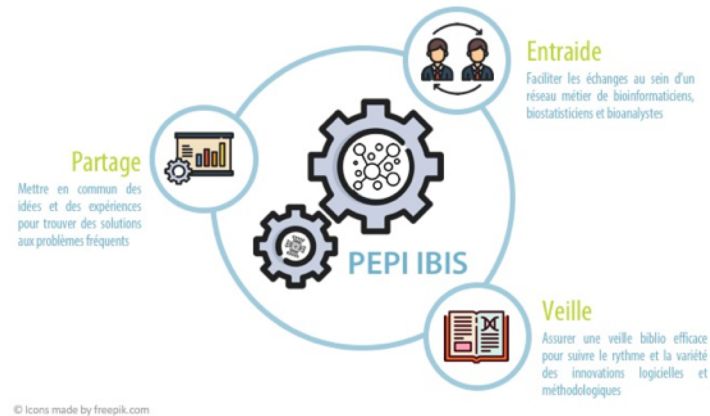 Entraide
Faciliter les échanges au sein d'un
réseau métier de bioinformaticiens,
biostatisticiens et bioanalystes
Partage
Mettre en commun des
idées et des expériences
pour trouver des solutions
aux problèmes fréquents
PEPI IBIS
Veille
Assurer une veille biblio efficace
pour suivre le rythme et la variété
des innovations logicielles et
méthodologiques
© Icons made by freepik.com